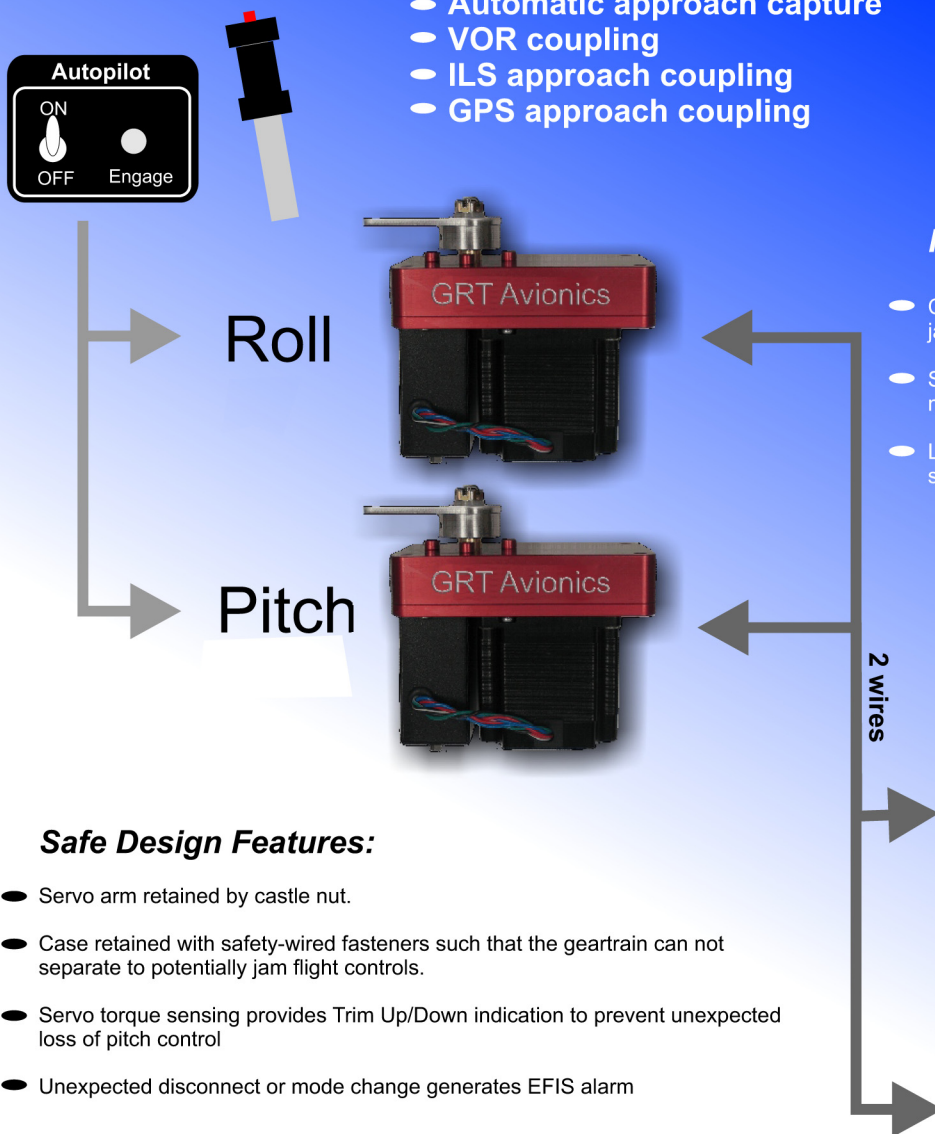 Automatic approach capture
VOR coupling
ILS approach coupling
GPS approach coupling
Autopilot
ON
OFF
Engage
GRT Avionics
Roll
GRT Avionics
Pitch
2 wires
Safe Design Features:
Servo arm retained by castle nut.
Case retained with safety-wired fasteners such that the geartrain can not
separate to potentially jam flight controls.
Servo torque sensing provides Trim Up/Down indication to prevent unexpected
loss of pitch control
Unexpected disconnect or mode change generates EFIS alarm